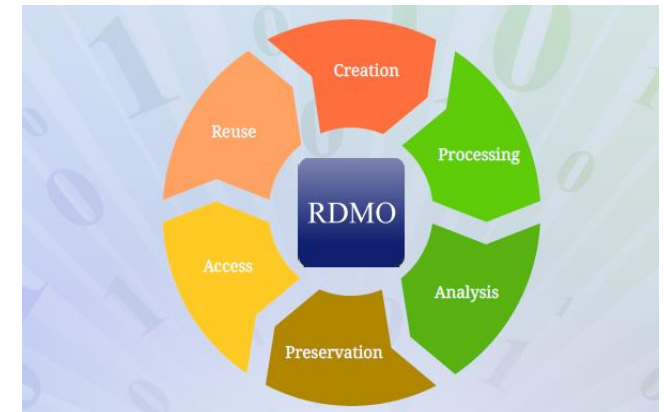 Creation
Processing
Analysis
Preservation
Access
Reuse
RDMO